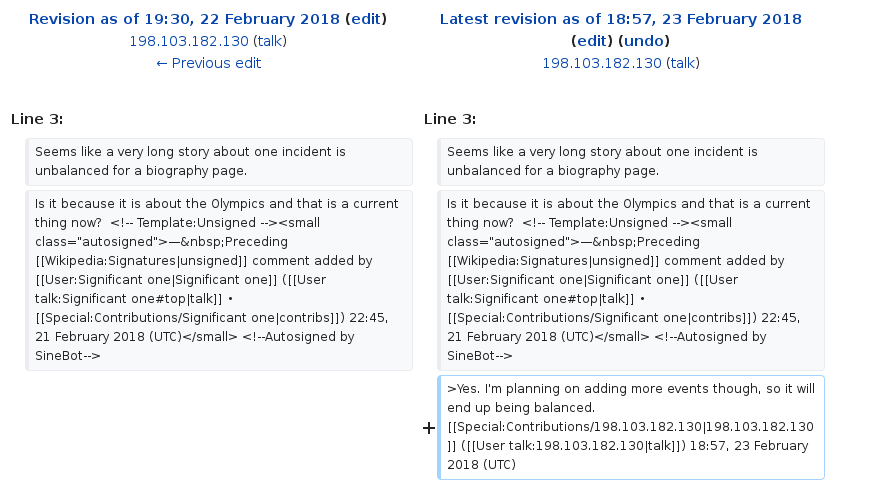 Revision as of 19:30, 22 February 2018 (edit)
198.103.182.130 (talk)
← Previous edit
Latest revision as of 18:57, 23 February 2018
(edit) (undo)
198.103.182.130 (talk)
Line 3:
Line 3:
Seems like a very long story about one incident is
unbalanced for a biography page.
Seems like a very long story about one incident is
unbalanced for a biography page.
Is it because it is about the Olympics and that is a current
thing now?  <!-- Template:Unsigned --><small
class="autosigned">—&nbsp;Preceding
[[Wikipedia:Signatures|unsigned]] comment added by
[[User:Significant one|Significant one]] ([[User
talk:Significant one#top|talk]] •
[[Special:Contributions/Significant one|contribs]]) 22:45,
21 February 2018 (UTC)</small> <!--Autosigned by
SineBot-->
Is it because it is about the Olympics and that is a current
thing now?  <!-- Template:Unsigned --><small
class="autosigned">—&nbsp;Preceding
[[Wikipedia:Signatures|unsigned]] comment added by
[[User:Significant one|Significant one]] ([[User
talk:Significant one#top|talk]] •
[[Special:Contributions/Significant one|contribs]]) 22:45,
21 February 2018 (UTC)</small> <!--Autosigned by
SineBot-->
+
>Yes. I'm planning on adding more events though, so it will
end up being balanced.
[[Special:Contributions/198.103.182.130|198.103.182.130
]] ([[User talk:198.103.182.130|talk]]) 18:57, 23 February
2018 (UTC)